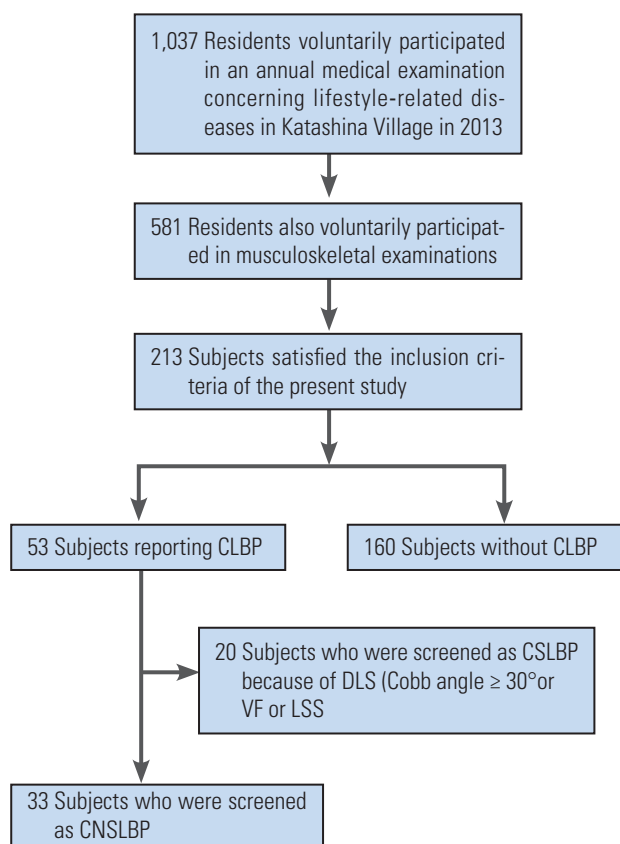 1,037 Residents voluntarily participated
in an annual medical examination
concerning lifestyle-related dis-
eases in Katashina Village in 2013
581 Residents also voluntarily participat-
ed in musculoskeletal examinations
213 Subjects satisfied the inclusion cri-
teria of the present study
53 Subjects reporting CLBP
160 Subjects without CLBP
20 Subjects who were screened as CSLBP
because of DLS (Cobb angle ≥ 30°or
VF or LSS
33 Subjects who were screened
as CNSLBP